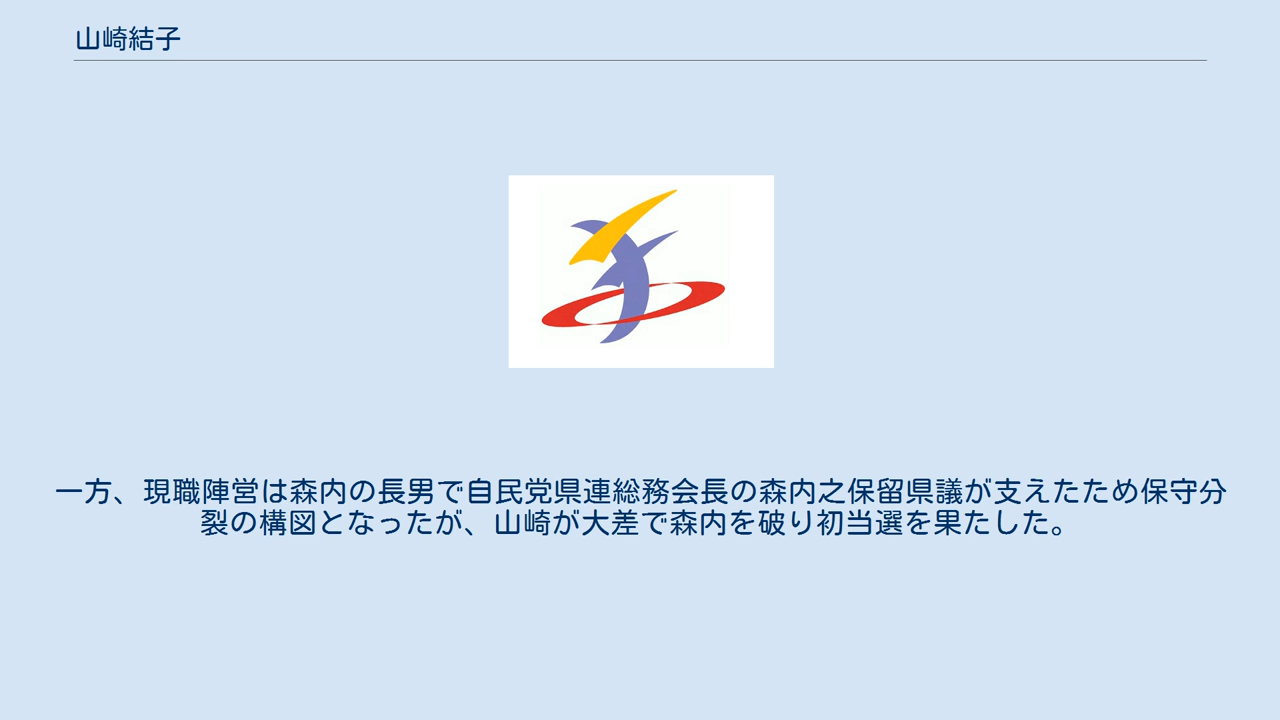 山崎結子
一方、現職陣営は森内の長男で自民党県連総務会長の森内之保留県議が支えたため保守分
裂の構図となったが、山崎が大差で森内を破り初当選を果たした。